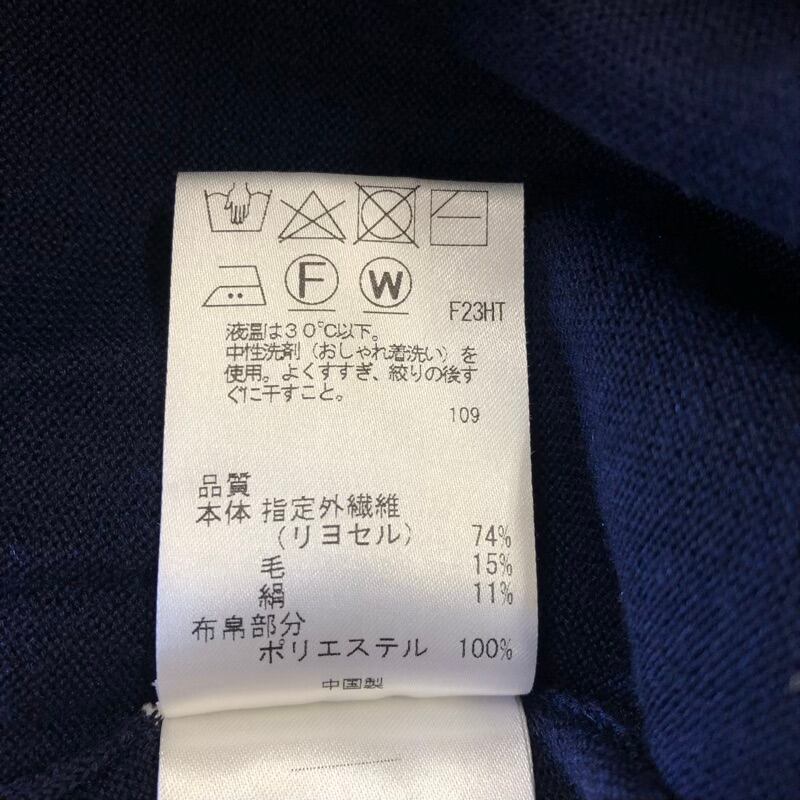 F W F23HT
液温は30℃以下。
中性洗剤（おしゃれ着洗い）を
使用。よくすすぎ、絞りの後す
ぐに干すこと。
109
品質
本体 指定外繊維
（リヨセル） 74%
毛 15%
絹 11%
布帛部分
ポリエステル 100%
中国製